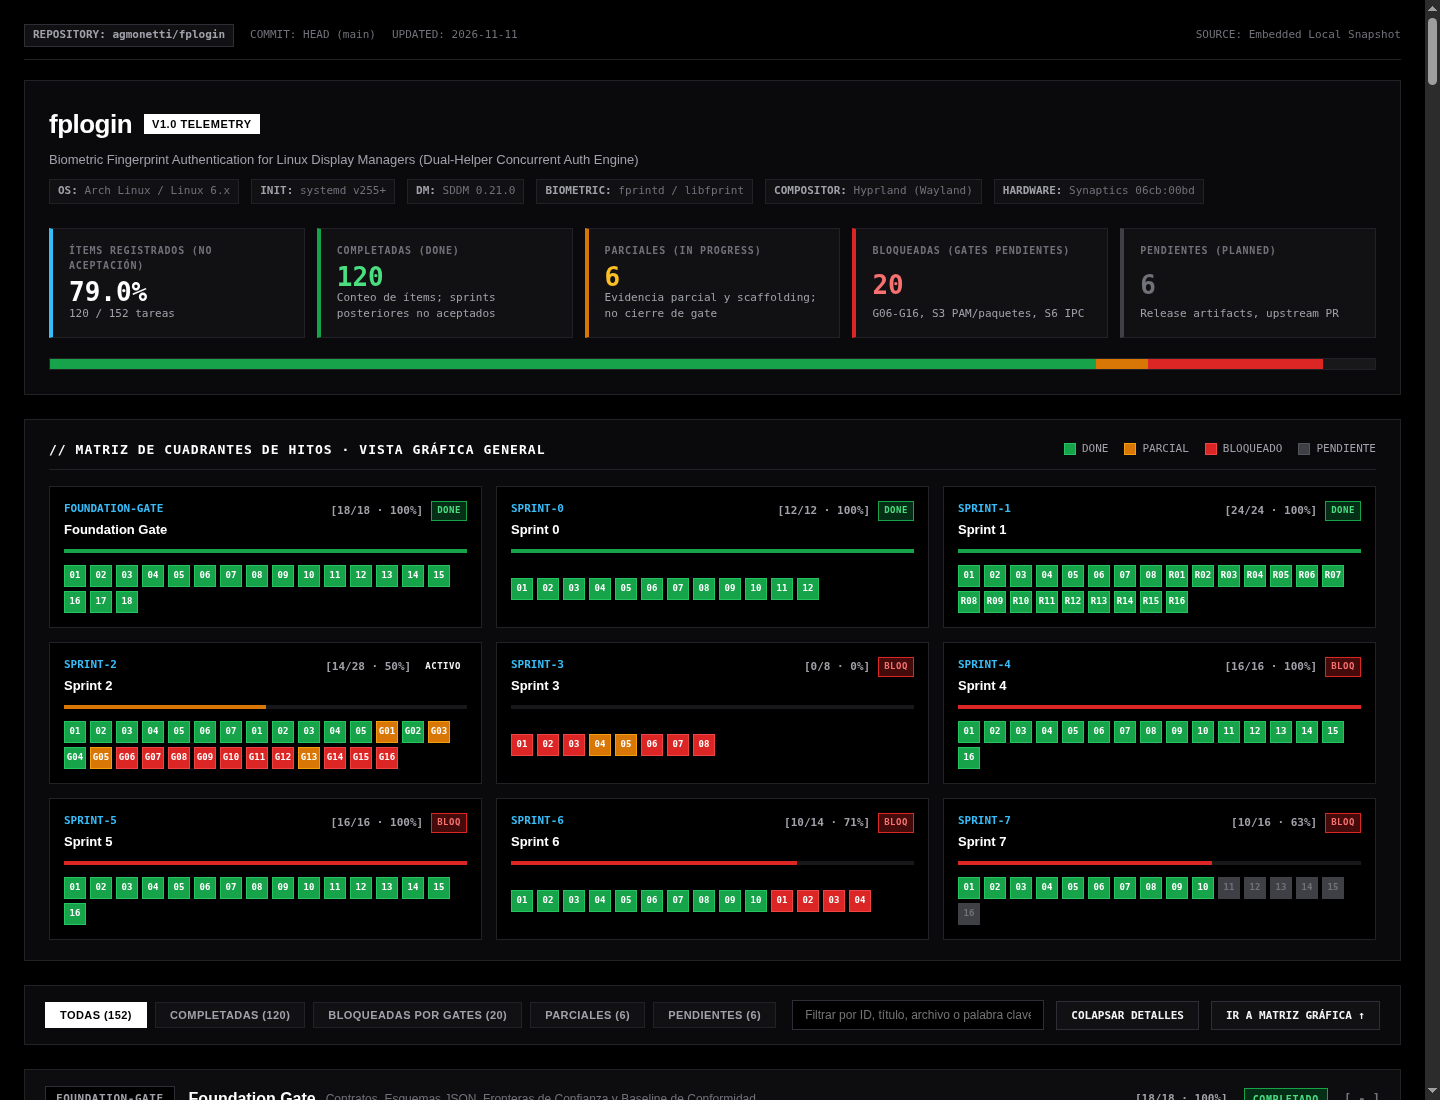 REPOSITORY: agmonetti/fplogin COMMIT: HEAD (main) UPDATED: 2026-11-11 SOURCE: Embedded Local Snapshot
fplogin V1.0 TELEMETRY
Biometric Fingerprint Authentication for Linux Display Managers (Dual-Helper Concurrent Auth Engine)
OS: Arch Linux / Linux 6.x INIT: systemd v255+ DM: SDDM 0.21.0 BIOMETRIC: fprintd / libfprint COMPOSITOR: Hyprland (Wayland) HARDWARE: Synaptics 06cb:00bd
ÍTEMS REGISTRADOS (NO
ACEPTACIÓN)
79.0%
120 / 152 tareas
COMPLETADAS (DONE)
120
Conteo de ítems; sprints
posteriores no aceptados
PARCIALES (IN PROGRESS)
6
Evidencia parcial y scaffolding;
no cierre de gate
BLOQUEADAS (GATES PENDIENTES)
20
G06-G16, S3 PAM/paquetes, S6 IPC
PENDIENTES (PLANNED)
6
Release artifacts, upstream PR
// MATRIZ DE CUADRANTES DE HITOS · VISTA GRÁFICA GENERAL DONE PARCIAL BLOQUEADO PENDIENTE
FOUNDATION-GATE [18/18 · 100%] DONE
Foundation Gate
01 02 03 04 05 06 07 08 09 10 11 12 13 14 15
16 17 18
SPRINT-0 [12/12 · 100%] DONE
Sprint 0
01 02 03 04 05 06 07 08 09 10 11 12
SPRINT-1 [24/24 · 100%] DONE
Sprint 1
01 02 03 04 05 06 07 08 R01 R02 R03 R04 R05 R06 R07
R08 R09 R10 R11 R12 R13 R14 R15 R16
SPRINT-2 [14/28 · 50%] ACTIVO
Sprint 2
01 02 03 04 05 06 07 01 02 03 04 05 G01 G02 G03
G04 G05 G06 G07 G08 G09 G10 G11 G12 G13 G14 G15 G16
SPRINT-3 [0/8 · 0%] BLOQ
Sprint 3
01 02 03 04 05 06 07 08
SPRINT-4 [16/16 · 100%] BLOQ
Sprint 4
01 02 03 04 05 06 07 08 09 10 11 12 13 14 15
16
SPRINT-5 [16/16 · 100%] BLOQ
Sprint 5
01 02 03 04 05 06 07 08 09 10 11 12 13 14 15
16
SPRINT-6 [10/14 · 71%] BLOQ
Sprint 6
01 02 03 04 05 06 07 08 09 10 01 02 03 04
SPRINT-7 [10/16 · 63%] BLOQ
Sprint 7
01 02 03 04 05 06 07 08 09 10 11 12 13 14 15
16
TODAS (152) COMPLETADAS (120) BLOQUEADAS POR GATES (20) PARCIALES (6) PENDIENTES (6) Filtrar por ID, título, archivo o palabra clave COLAPSAR DETALLES IR A MATRIZ GRÁFICA ↑
FOUNDATION-GATE Foundation Gate Contratos, Esquemas JSON, Fronteras de Confianza y Baseline de Conformidad [18/18 · 100%] COMPLETADO [ - ]